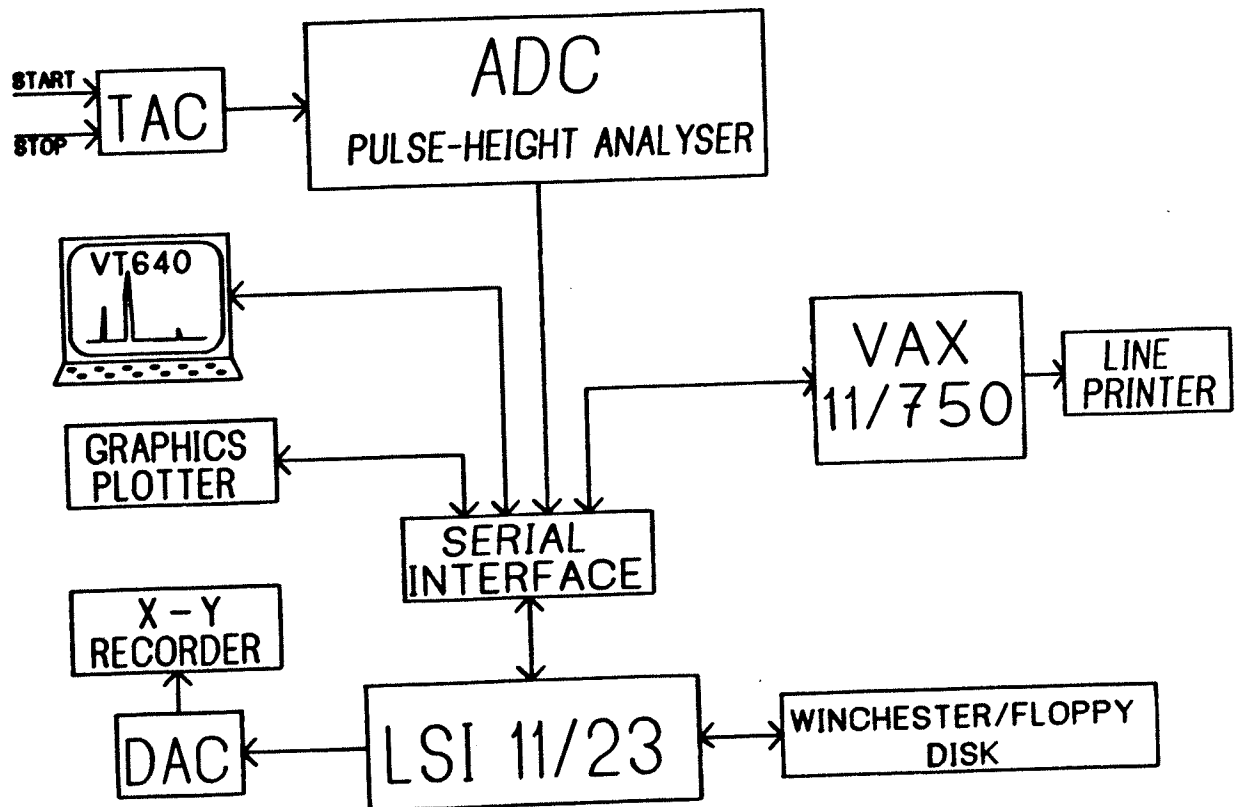 START
STOP
TAC
ADC
PULSE-HEIGHT ANALYSER
VT640
VAX
11/750
LINE
PRINTER
GRAPHICS
PLOTTER
SERIAL
INTERFACE
X-Y
RECORDER
DAC
LSI 11/23
WINCHESTER/FLOPPY
DISK